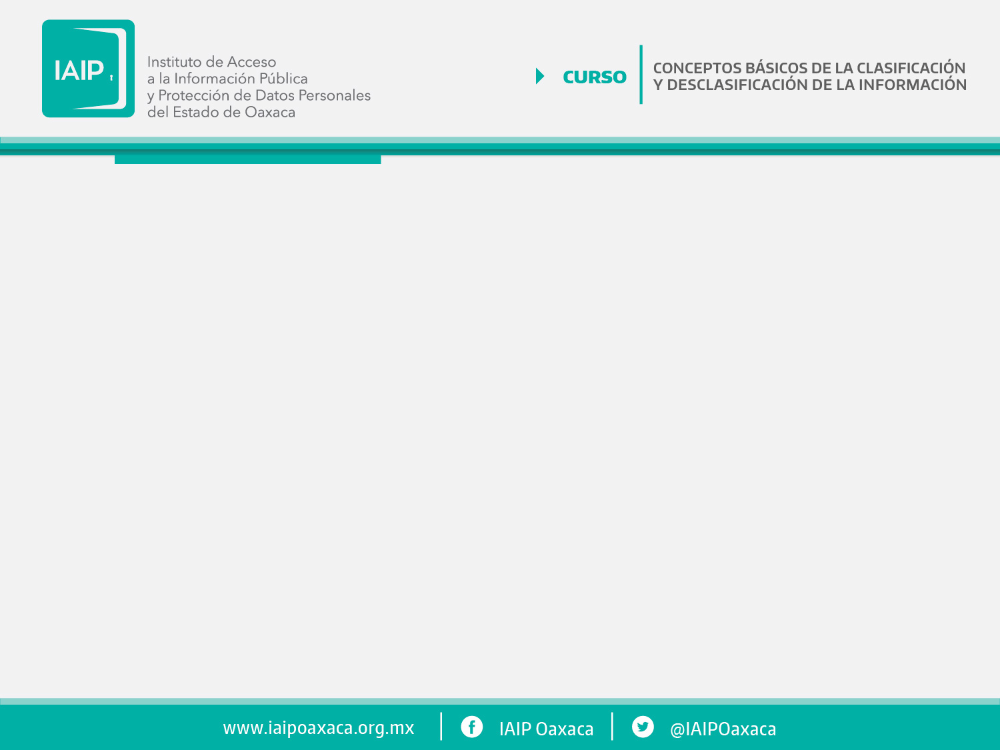 IAIP
Instituto de Acceso
a la Información Pública
y Protección de Datos Personales
del Estado de Oaxaca
CURSO
CONCEPTOS BÁSICOS DE LA CLASIFICACIÓN
Y DESCLASIFICACIÓN DE LA INFORMACIÓN
www.iaipoaxaca.org.mx
IAIP Oaxaca
@IAIPOaxaca